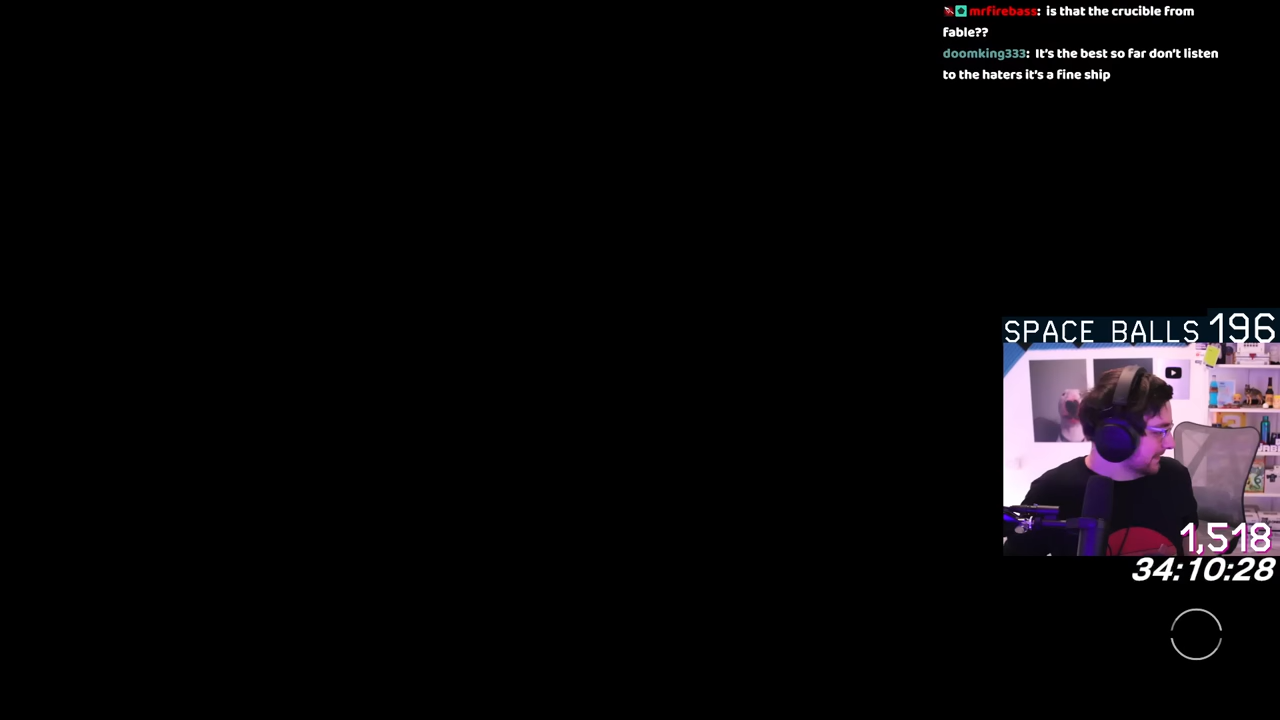 mrfirebass: is that the crucible from
fable??
doomking333: It's the best so far don't listen
to the haters it's a fine ship
SPACE BALLS 196
1,518
34:10:28